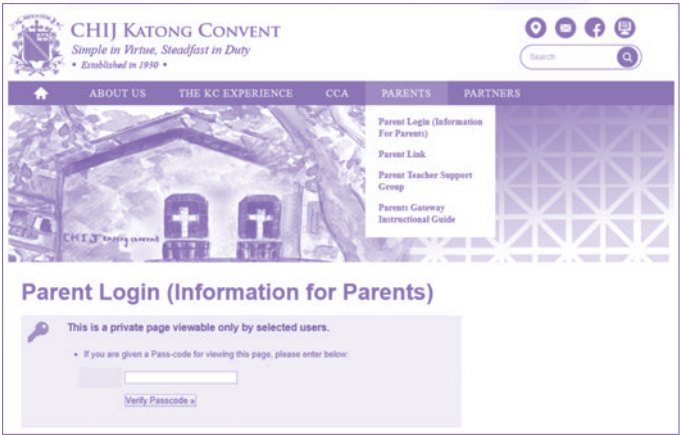 CHIJ KATONG CONVENT
Simple in Virtue, Steadfast in Duty
• Established in 1930 •
Search
ABOUT US THE KC EXPERIENCE CCA PARENTS PARTNERS
Parent Login (Information
For Parents)
Parent Link
Parent Teacher Support
Group
Parents Gateway
Instructional Guide
CHIJ Katong convent
Parent Login (Information for Parents)
This is a private page viewable only by selected users.
• If you are given a Pass-code for viewing this page, please enter below:
Verify Passcode »